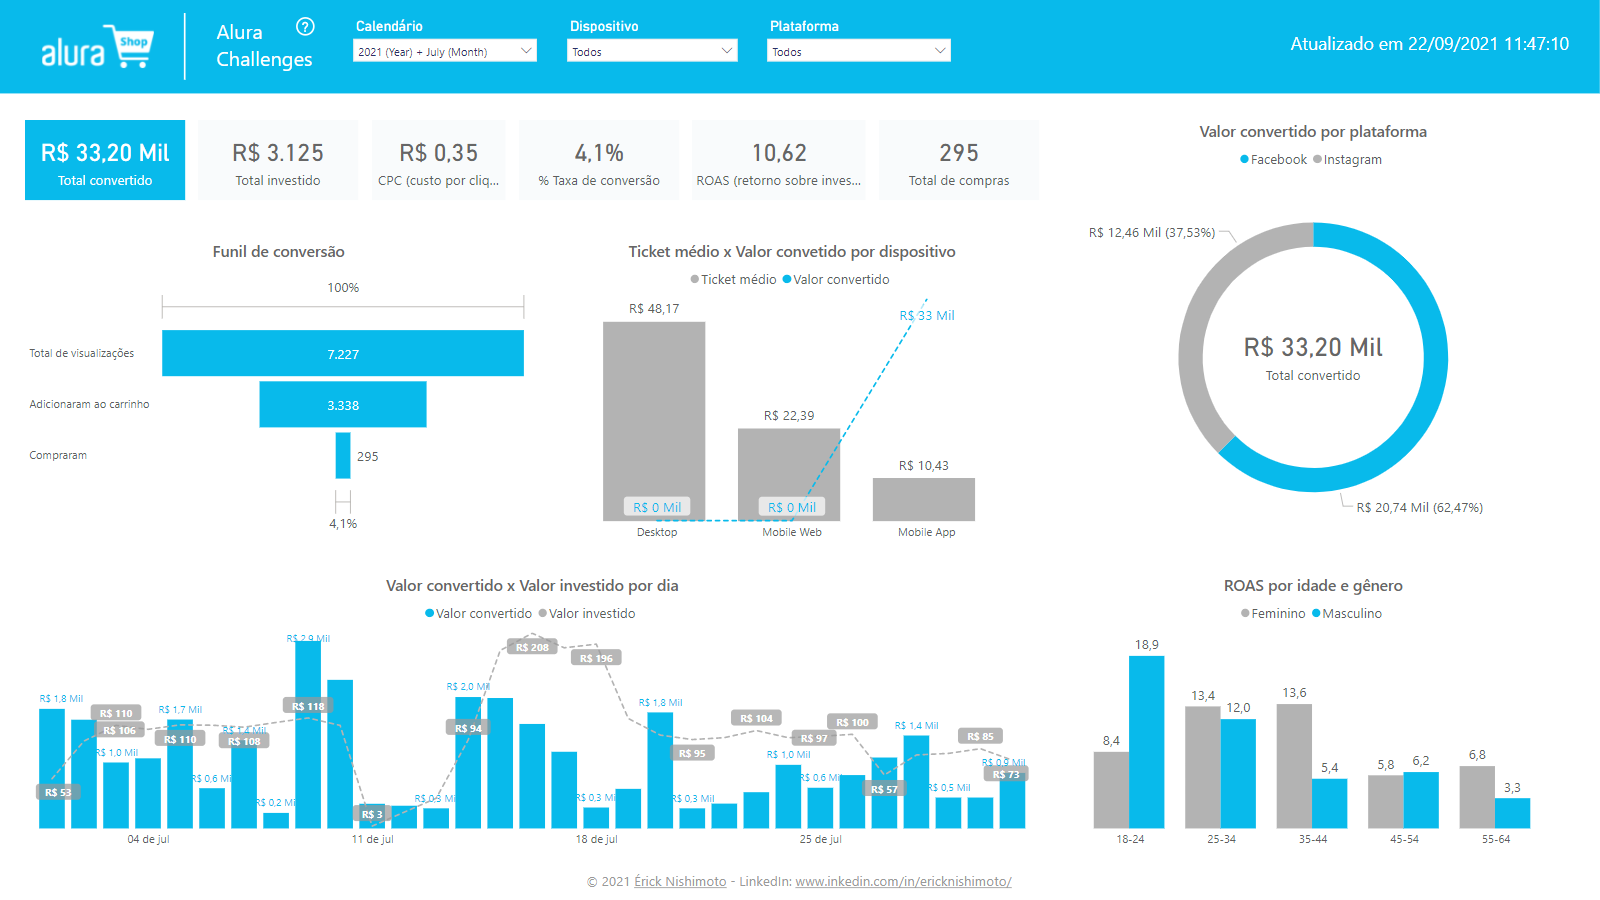 alura Shop
Alura
Challenges
?
Calendário
2021 (Year) + July (Month)
Dispositivo
Todos
Plataforma
Todos
Atualizado em 22/09/2021 11:47:10
R$ 33,20 Mil
Total convertido
R$ 3.125
Total investido
R$ 0,35
CPC (custo por cliq...
4,1%
% Taxa de conversão
10,62
ROAS (retorno sobre inves...
295
Total de compras
Funil de conversão
100%
Total de visualizações
7.227
Adicionaram ao carrinho
3.338
Compraram
295
4,1%
Ticket médio x Valor convetido por dispositivo
Ticket médio Valor convertido
R$ 48,17
R$ 33 Mil
R$ 22,39
R$ 10,43
R$ 0 Mil R$ 0 Mil
Desktop Mobile Web Mobile App
Valor convertido por plataforma
Facebook Instagram
R$ 12,46 Mil (37,53%)
R$ 33,20 Mil
Total convertido
R$ 20,74 Mil (62,47%)
Valor convertido x Valor investido por dia
Valor convertido Valor investido
R$ 2,9 Mil
R$ 208
R$ 196
R$ 2,0 Mil
R$ 1,8 Mil
R$ 1,8 Mil
R$ 118
R$ 1,7 Mil
R$ 110
R$ 104
R$ 100
R$ 106
R$ 1,4 Mil
R$ 94
R$ 1,4 Mil
R$ 110
R$ 108
R$ 97
R$ 85
R$ 1,0 Mil
R$ 95
R$ 1,0 Mil
R$ 0,9 Mil
R$ 73
R$ 0,6 Mil
R$ 0,6 Mil
R$ 53
R$ 57
R$ 0,5 Mil
R$ 0,2 Mil
R$ 0,3 Mil
R$ 0,3 Mil
R$ 0,3 Mil
R$ 3
04 de jul 11 de jul 18 de jul 25 de jul
ROAS por idade e gênero
Feminino Masculino
18,9
13,4
12,0
13,6
8,4
5,4
5,8
6,2
6,8
3,3
18-24 25-34 35-44 45-54 55-64
© 2021 Érick Nishimoto - LinkedIn: www.inkedin.com/in/ericknishimoto/